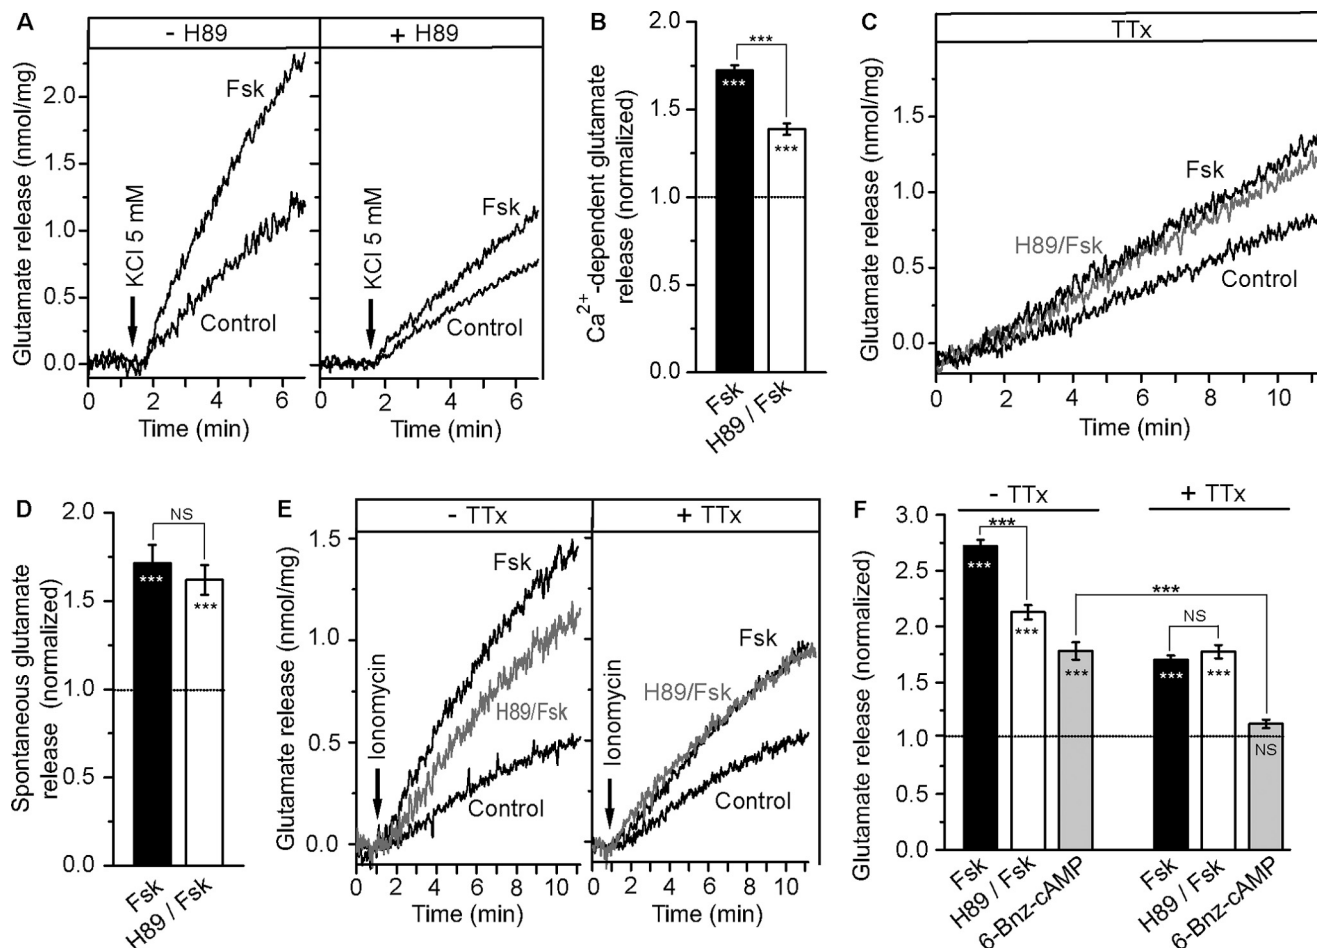 A
- H89
+ H89
Glutamate release (nmol/mg)
2.0
1.5
1.0
0.5
0.0
Fsk
KCl 5 mM
Control
KCl 5 mM
Fsk
Control
0 2 4 6
0 2 4 6
Time (min)
Time (min)
B
Ca2+-dependent glutamate
release (normalized)
2.0
1.5
1.0
0.5
0.0
***
***
***
Fsk
H89 / Fsk
C
TTx
Glutamate release (nmol/mg)
1.5
1.0
0.5
0.0
Fsk
H89/Fsk
Control
0 2 4 6 8 10
Time (min)
D
Spontaneous glutamate
release (normalized)
2.0
1.5
1.0
0.5
0.0
NS
***
***
Fsk
H89 / Fsk
E
- TTx
+ TTx
Glutamate release (nmol/mg)
1.5
1.0
0.5
0.0
Fsk
H89/Fsk
Ionomycin
Control
Fsk
H89/Fsk
Ionomycin
Control
0 2 4 6 8 10
0 2 4 6 8 10
Time (min)
Time (min)
F
- TTx
+ TTx
Glutamate release (normalized)
3.0
2.5
2.0
1.5
1.0
0.5
0.0
***
***
***
***
***
NS
***
***
NS
Fsk
H89 / Fsk
6-Bnz-cAMP
Fsk
H89 / Fsk
6-Bnz-cAMP